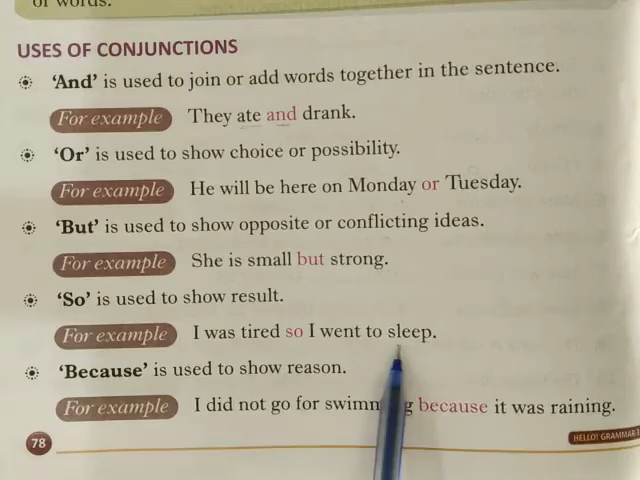 of words.
USES OF CONJUNCTIONS
'And' is used to join or add words together in the sentence.
For example They ate and drank.
'Or' is used to show choice or possibility.
For example He will be here on Monday or Tuesday.
'But' is used to show opposite or conflicting ideas.
For example She is small but strong.
'So' is used to show result.
For example I was tired so I went to sleep.
'Because' is used to show reason.
For example I did not go for swimming because it was raining.
78
HELLO! GRAMMAR-3